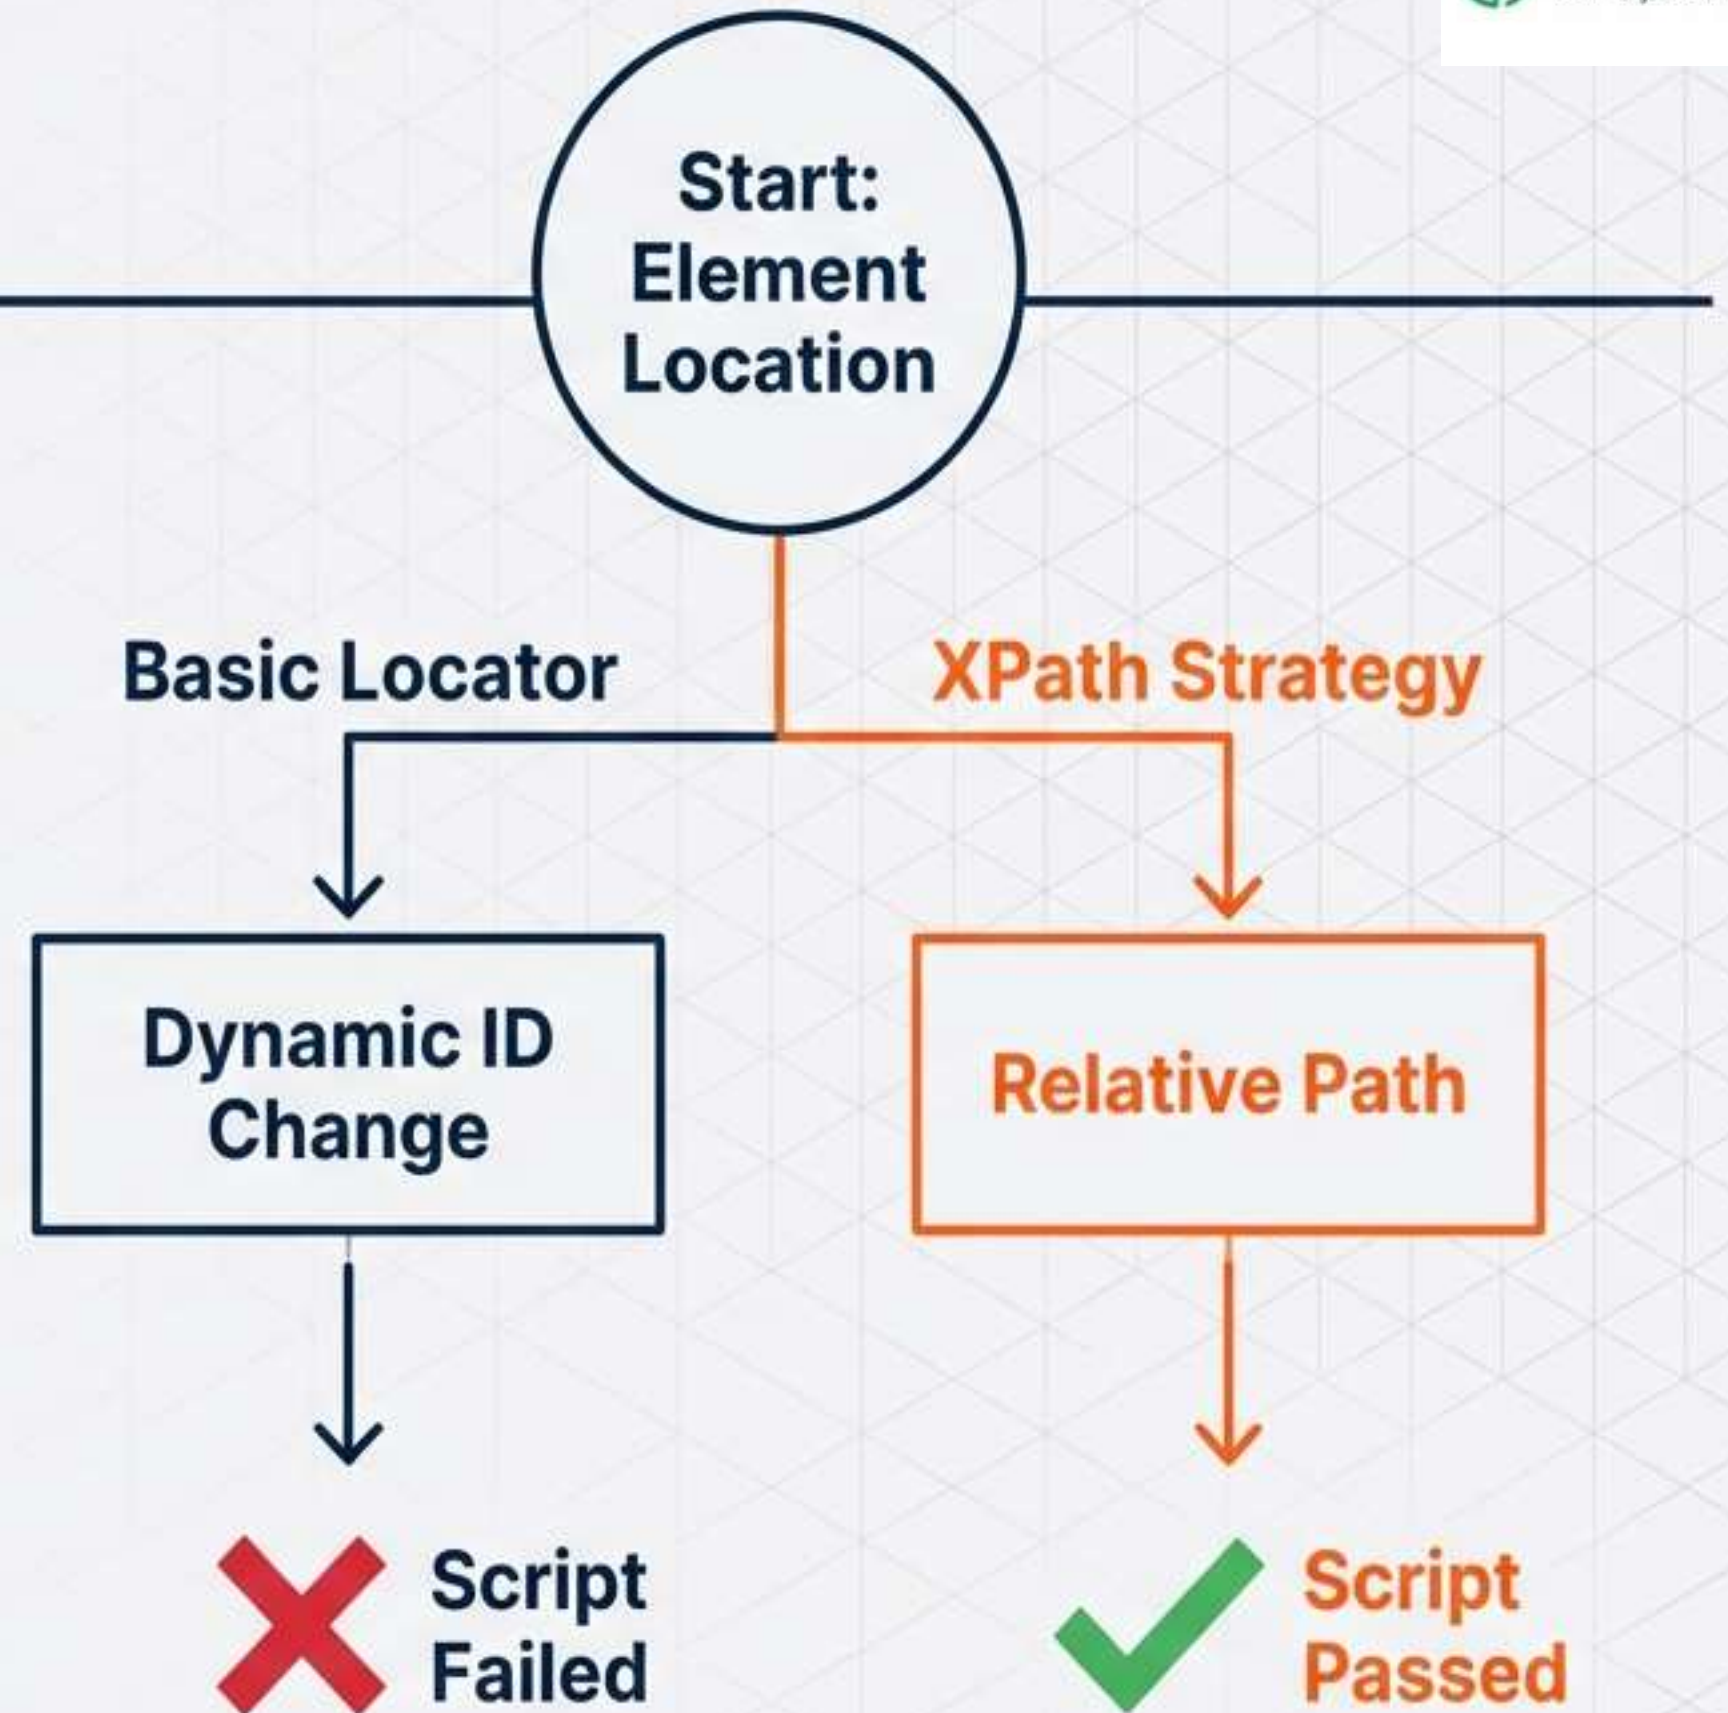 Start:
Element
Location
Basic Locator
XPath Strategy
Dynamic ID
Change
Relative Path
Script
Failed
Script
Passed